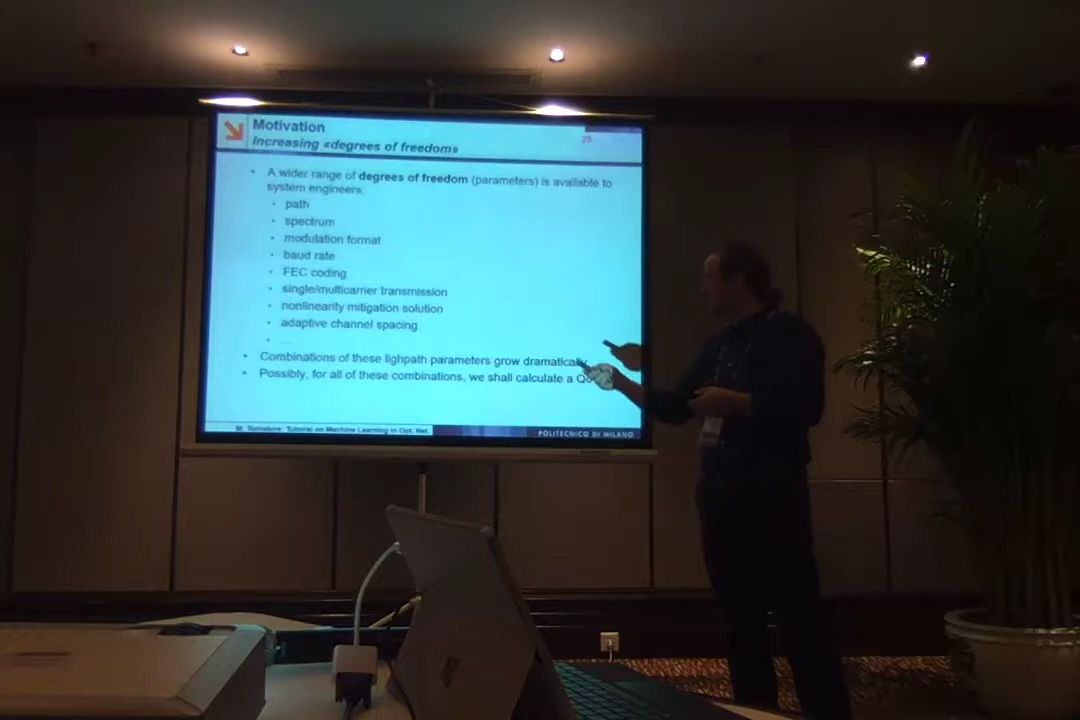 Motivation
Increasing «degrees of freedom»
25
• A wider range of degrees of freedom (parameters) is available to
system engineers:
• path
• spectrum
• modulation format
• baud rate
• FEC coding
• single/multicarrier transmission
• nonlinearity mitigation solution
• adaptive channel spacing
• ...
• Combinations of these lighpath parameters grow dramatically
• Possibly, for all of these combinations, we shall calculate a
M. Tornatore: Tutorial on Machine Learning in Opt. Net.
POLITECNICO DI MILANO